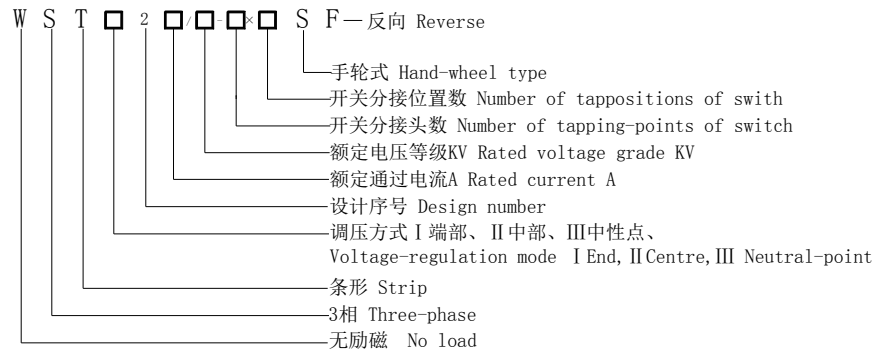 W S T □ 2 □/□-□×□ S F—反向 Reverse
手轮式 Hand-wheel type
开关分接位置数 Number of tappositions of swith
开关分接头数 Number of tapping-points of switch
额定电压等级KV Rated voltage grade KV
额定通过电流A Rated current A
设计序号 Design number
调压方式Ⅰ端部、Ⅱ中部、Ⅲ中性点、
Voltage-regulation mode ⅠEnd,ⅡCentre,Ⅲ Neutral-point
条形 Strip
3相 Three-phase
无励磁 No load